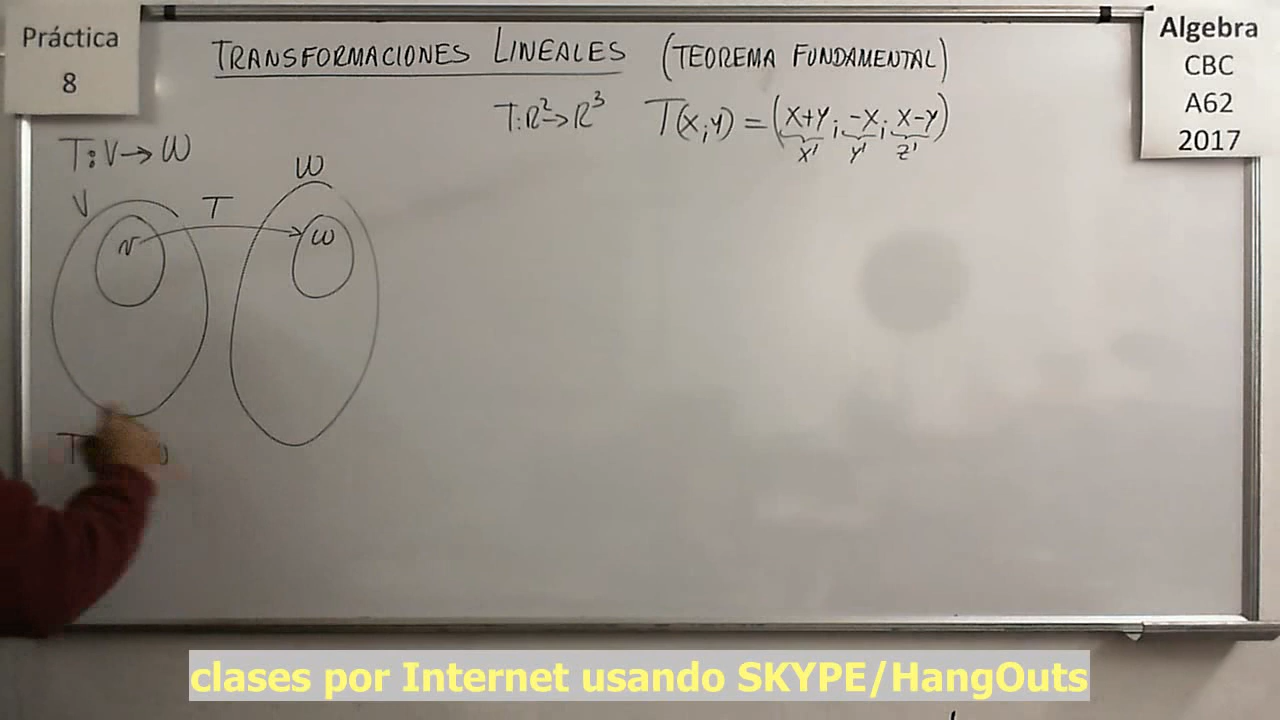 Práctica
8
TRANSFORMACIONES LINEALES (TEOREMA FUNDAMENTAL)
Algebra
CBC
A62
2017
T:R²→R³ T(x;y) = (x+y; -x; x-y)
x' y' z'
T:V→W
V T W
v w
T
clases por Internet usando SKYPE/HangOuts